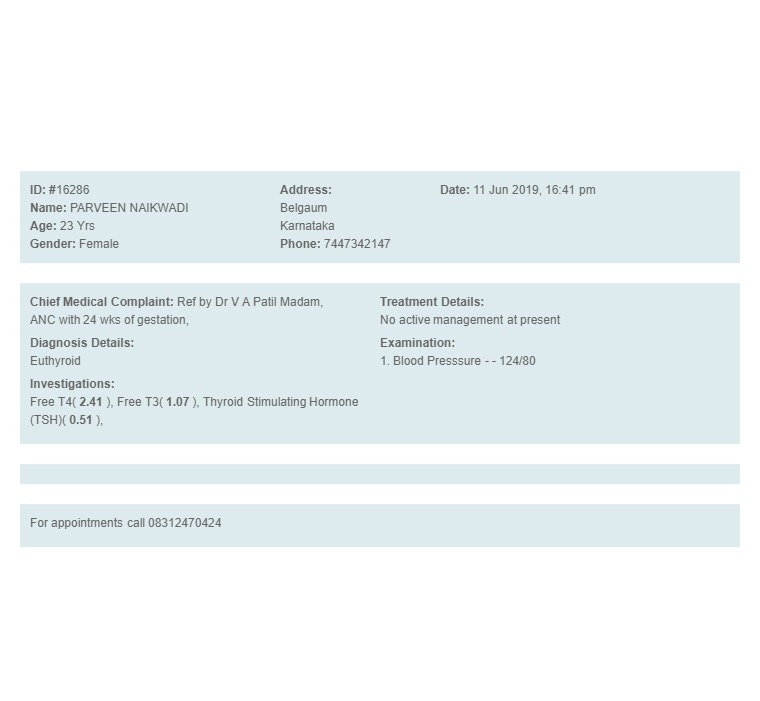 ID: #16286
Name: PARVEEN NAIKWADI
Age: 23 Yrs
Gender: Female
Address:
Belgaum
Karnataka
Phone: 7447342147
Date: 11 Jun 2019, 16:41 pm
Chief Medical Complaint: Ref by Dr V A Patil Madam,
ANC with 24 wks of gestation,
Diagnosis Details:
Euthyroid
Investigations:
Free T4( 2.41 ), Free T3( 1.07 ), Thyroid Stimulating Hormone
(TSH)( 0.51 ),
Treatment Details:
No active management at present
Examination:
1. Blood Presssure - - 124/80
For appointments call 08312470424